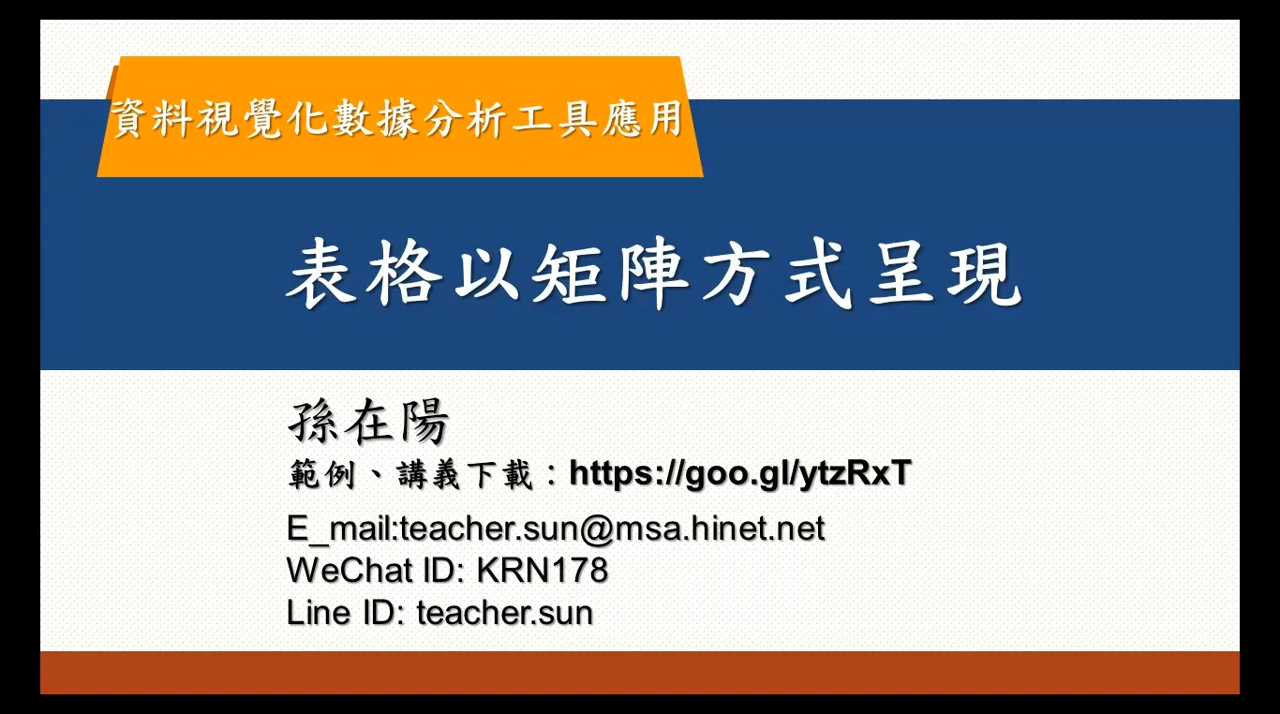 資料視覺化數據分析工具應用
表格以矩陣方式呈現
孫在陽
範例、講義下載：https://goo.gl/ytzRxT
E_mail:teacher.sun@msa.hinet.net
WeChat ID: KRN178
Line ID: teacher.sun